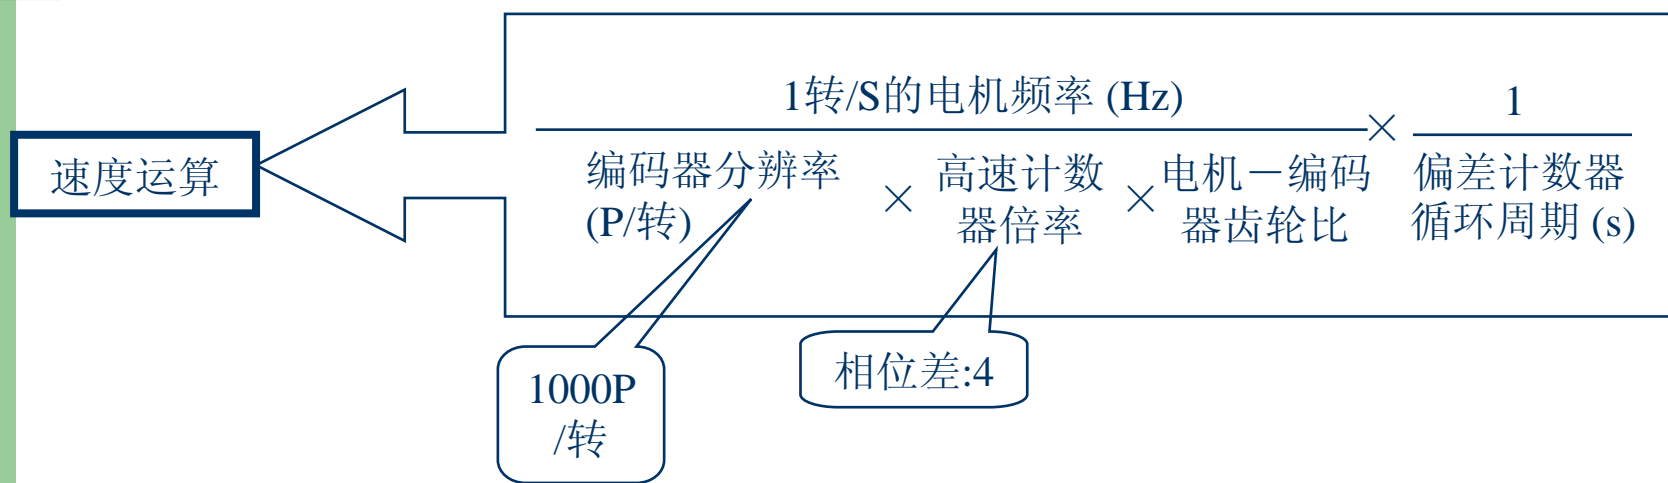 速度运算
1转/S的电机频率 (Hz)
×
1
编码器分辨率
(P/转)
×
高速计数
器倍率
×
电机－编码
器齿轮比
偏差计数器
循环周期 (s)
1000P
/转
相位差:4